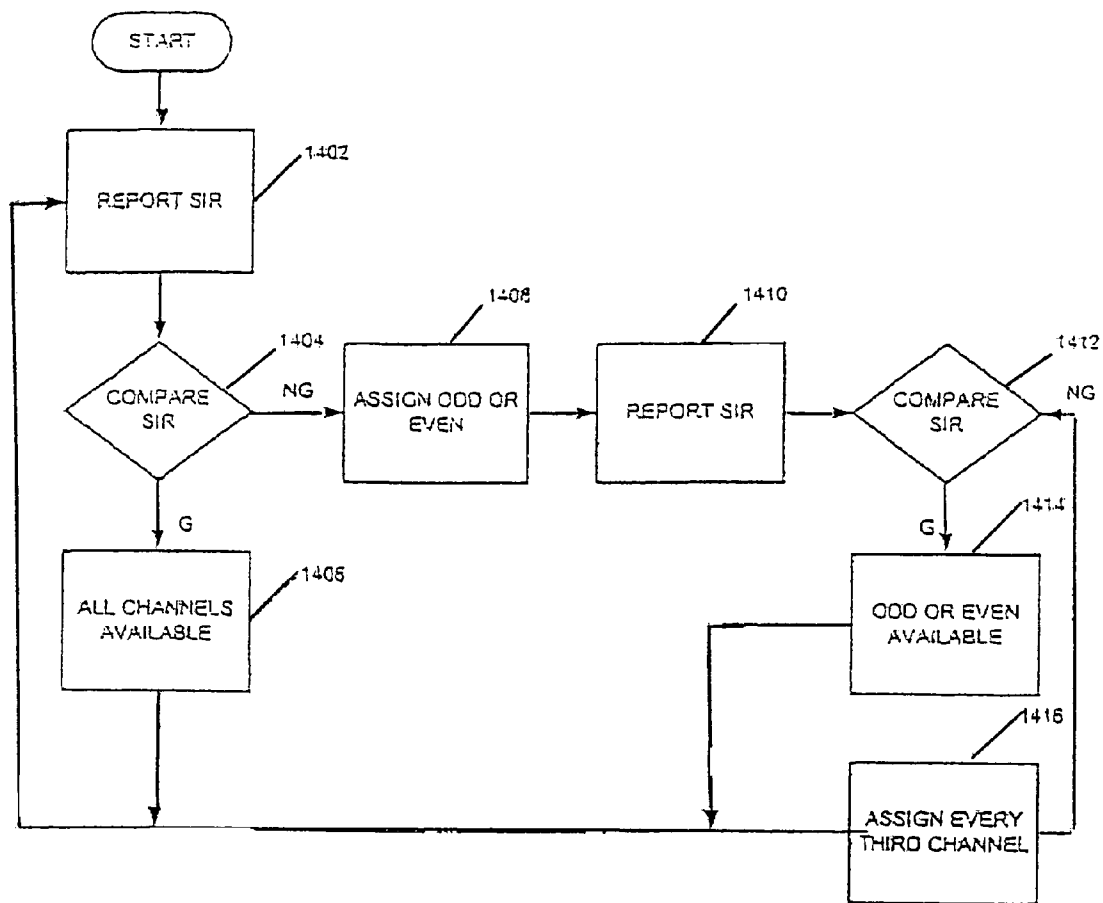 START
1402
REPORT SIR
1404
COMPARE
SIR
NG
1408
ASSIGN ODD OR
EVEN
1410
REPORT SIR
1412
COMPARE
SIR
NG
G
1406
ALL CHANNELS
AVAILABLE
G
1414
ODD OR EVEN
AVAILABLE
1416
ASSIGN EVERY
THIRD CHANNEL